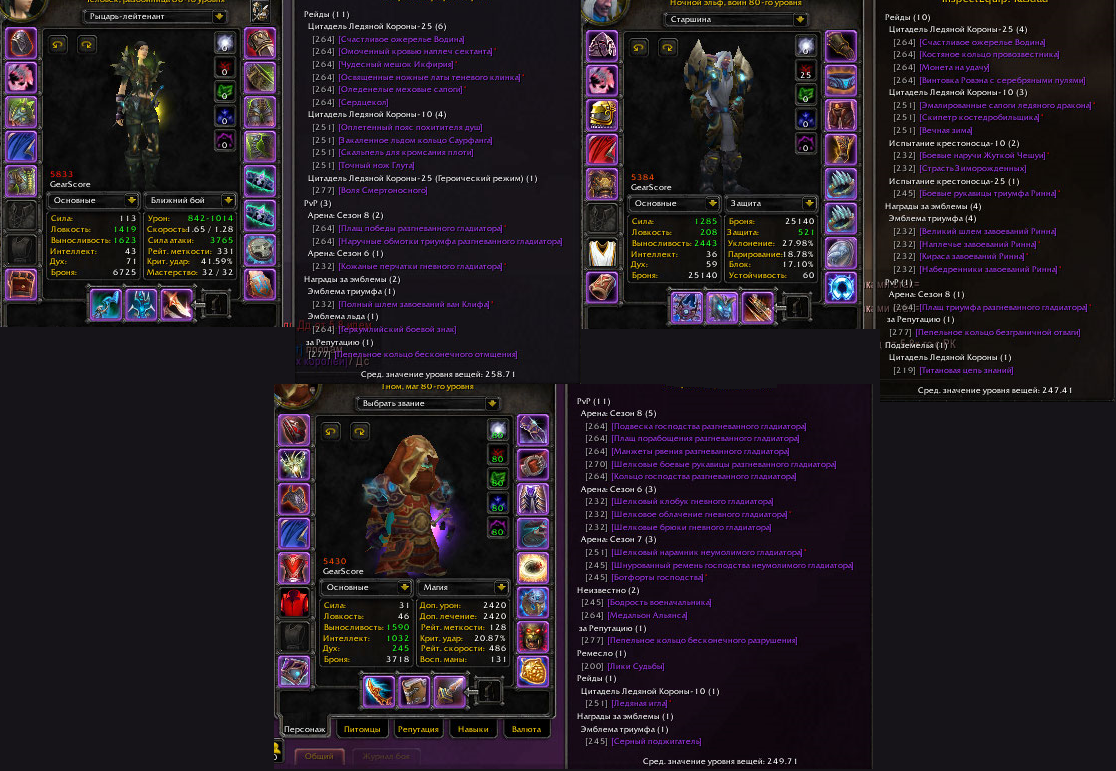 Человек, разбойница 80-го уровня
Рыцарь-лейтенант
0
0
0
0
0
5833
GearScore
Основные
Ближний бой
Сила: 113
Ловкость: 1419
Выносливость: 1623
Интеллект: 43
Дух: 71
Броня: 6725
Урон: 842-1014
Скорость: 1.65 / 1.28
Сила атаки: 3765
Рейт. меткости: 331
Крит. удар: 41.59%
Мастерство: 32 / 32
Рейды (11)
Цитадель Ледяной Короны-25 (6)
[264] [Счастливое ожерелье Водина]
[264] [Омоченный кровью наплеч сектанта]
[264] [Чудесный мешок Икфирия]
[264] [Освященные ножные латы теневого клинка]
[264] [Оледенелые меховые сапоги]
[264] [Сердцекол]
Цитадель Ледяной Короны-10 (4)
[251] [Оплетенный пояс похитителя душ]
[251] [Закаленное льдом кольцо Саурфанга]
[251] [Скальпель для кромсания плоти]
[251] [Точный нож Глута]
Цитадель Ледяной Короны (Героический режим) (1)
[277] [Воля Смертоносного]
PvP (3)
Арена: Сезон 8 (2)
[264] [Плащ победы разгневанного гладиатора]
[264] [Наручные обмотки триумфа разгневанного гладиатора]
Арена: Сезон 6 (1)
[232] [Кожаные перчатки гневного гладиатора]
Награды за эмблемы (2)
Эмблема триумфа (1)
[232] [Полный шлем завоеваний ван Клифа]
Эмблема льда (1)
[264] [Геркумлийский боевой знак]
за Репутацию (1)
[277] [Пепельное кольцо бесконечного отмщения]
Сред. значение уровня вещей: 258.71
Ночной эльф, воин 80-го уровня
Старшина
0
25
0
0
0
5384
GearScore
Основные
Защита
Сила: 1285
Ловкость: 208
Выносливость: 2443
Интеллект: 36
Дух: 59
Броня: 25140
Броня: 25140
Защита: 521
Уклонение: 27.98%
Парирование: 18.78%
Блок: 17.10%
Устойчивость: 60
Рейды (10)
Цитадель Ледяной Короны-25 (4)
[264] [Счастливое ожерелье Водина]
[264] [Костяное кольцо провозвестника]
[264] [Монета на удачу]
[264] [Винтовка Ровэна с серебряными пулями]
Цитадель Ледяной Короны-10 (3)
[251] [Эмалированные сапоги ледяного дракона]
[251] [Скипетр костедробильщика]
[251] [Вечная зима]
Испытание крестоносца-10 (2)
[232] [Боевые наручи Жуткой Чешуи]
[232] [Страсть Зиморожденных]
Испытание крестоносца-25 (1)
[245] [Боевые рукавицы триумфа Ринна]
Награды за эмблемы (4)
Эмблема триумфа (4)
[232] [Великий шлем завоеваний Ринна]
[232] [Наплечье завоеваний Ринна]
[232] [Кираса завоеваний Ринна]
[232] [Набедренники завоеваний Ринна]
PvP (1)
Арена: Сезон 8 (1)
[264] [Плащ триумфа разгневанного гладиатора]
за Репутацию (1)
[277] [Пепельное кольцо безграничной отваги]
Подземелья (1)
Цитадель Ледяной Короны (1)
[219] [Титановая цепь знаний]
Сред. значение уровня вещей: 247.41
Гном, маг 80-го уровня
Выбрать звание
80
80
80
80
80
5430
GearScore
Основные
Магия
Сила: 31
Ловкость: 46
Выносливость: 1590
Интеллект: 1032
Дух: 245
Броня: 3718
Доп. урон: 2420
Доп. лечение: 2420
Рейт. меткости: 128
Крит. удар: 20.87%
Рейт. скорости: 486
Восп. маны: 131
Персонаж
Питомцы
Репутация
Навыки
Валюта
Общий
Журнал боя
PvP (11)
Арена: Сезон 8 (5)
[264] [Подвеска господства разгневанного гладиатора]
[264] [Плащ порабощения разгневанного гладиатора]
[264] [Манжеты рвения разгневанного гладиатора]
[270] [Шелковые боевые рукавицы разгневанного гладиатора]
[264] [Кольцо господства разгневанного гладиатора]
Арена: Сезон 6 (3)
[232] [Шелковый клобук гневного гладиатора]
[232] [Шелковое облачение гневного гладиатора]
[232] [Шелковые брюки гневного гладиатора]
Арена: Сезон 7 (3)
[251] [Шелковый нарамник неумолимого гладиатора]
[245] [Шнурованный ремень господства неумолимого гладиатора]
[245] [Ботфорты господства]
Неизвестно (2)
[245] [Бодрость военачальника]
[264] [Медальон Альянса]
за Репутацию (1)
[277] [Пепельное кольцо бесконечного разрушения]
Ремесло (1)
[200] [Лики Судьбы]
Рейды (1)
Цитадель Ледяной Короны-10 (1)
[251] [Ледяная игла]
Награды за эмблемы (1)
Эмблема триумфа (1)
[245] [Серный поджигатель]
Сред. значение уровня вещей: 249.71